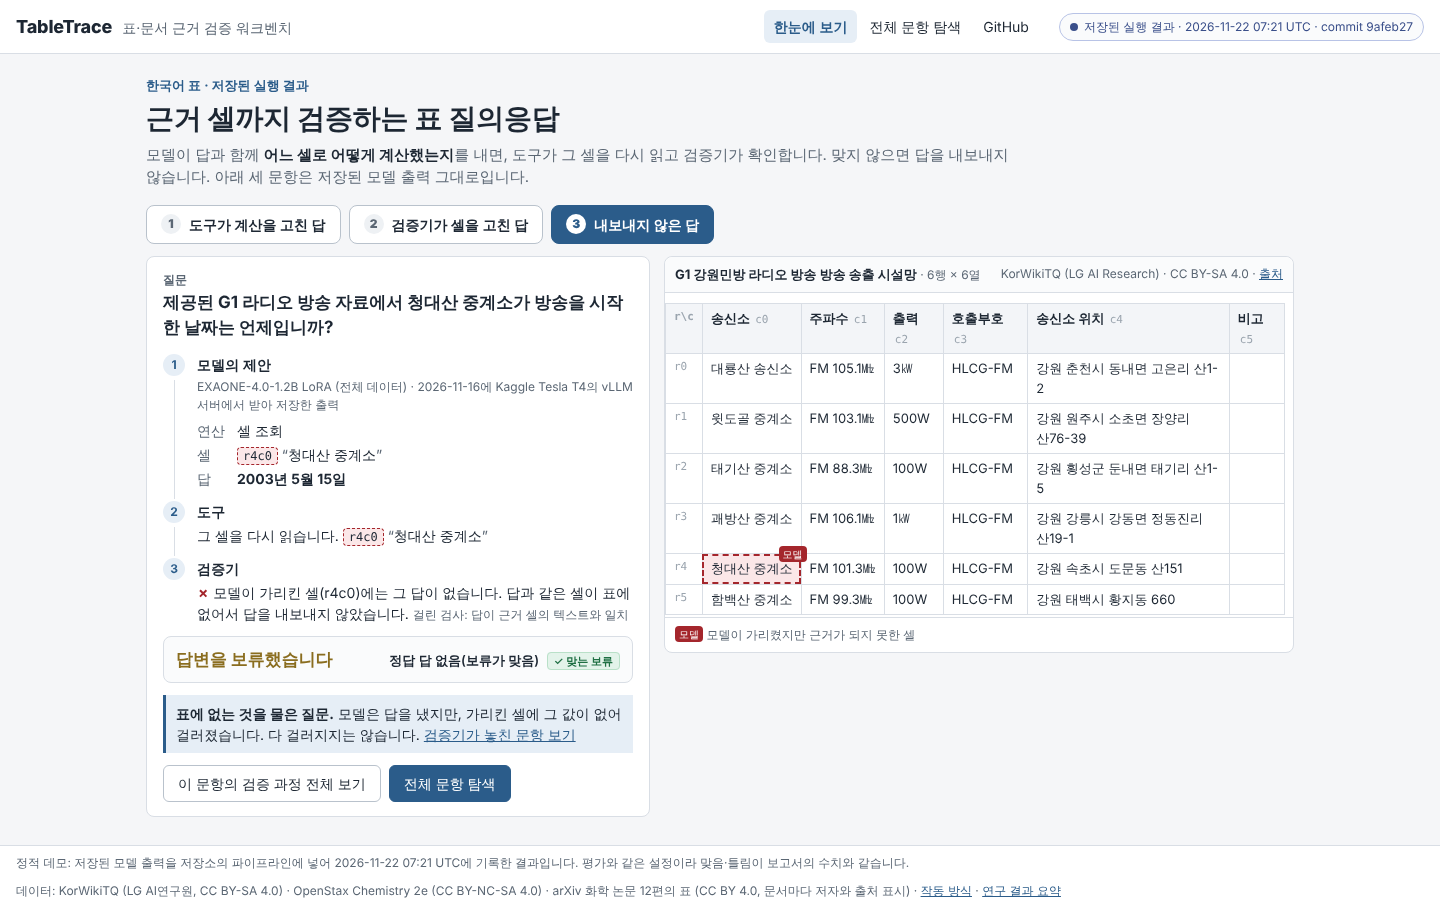 TableTrace 표·문서 근거 검증 워크벤치
한눈에 보기 전체 문항 탐색 GitHub 저장된 실행 결과 · 2026-11-22 07:21 UTC · commit 9afeb27
한국어 표 · 저장된 실행 결과
근거 셀까지 검증하는 표 질의응답
모델이 답과 함께 어느 셀로 어떻게 계산했는지를 내면, 도구가 그 셀을 다시 읽고 검증기가 확인합니다. 맞지 않으면 답을 내보내지
않습니다. 아래 세 문항은 저장된 모델 출력 그대로입니다.
1 도구가 계산을 고친 답 2 검증기가 셀을 고친 답 3 내보내지 않은 답
질문
제공된 G1 라디오 방송 자료에서 청대산 중계소가 방송을 시작
한 날짜는 언제입니까?
1 모델의 제안
EXAONE-4.0-1.2B LoRA (전체 데이터) · 2026-11-16에 Kaggle Tesla T4의 vLLM
서버에서 받아 저장한 출력
연산 셀 조회
셀 r4c0 “청대산 중계소”
답 2003년 5월 15일
2 도구
그 셀을 다시 읽습니다. r4c0 “청대산 중계소”
3 검증기
× 모델이 가리킨 셀(r4c0)에는 그 답이 없습니다. 답과 같은 셀이 표에
없어서 답을 내보내지 않았습니다. 걸린 검사: 답이 근거 셀의 텍스트와 일치
답변을 보류했습니다 정답 답 없음(보류가 맞음) ✓ 맞는 보류
표에 없는 것을 물은 질문. 모델은 답을 냈지만, 가리킨 셀에 그 값이 없어
걸러졌습니다. 다 걸러지지는 않습니다. 검증기가 놓친 문항 보기
이 문항의 검증 과정 전체 보기 전체 문항 탐색
G1 강원민방 라디오 방송 방송 송출 시설망 · 6행 × 6열 KorWikiTQ (LG AI Research) · CC BY-SA 4.0 · 출처
r\c 송신소 c0 주파수 c1 출력 c2 호출부호 c3 송신소 위치 c4 비고 c5
r0 대룡산 송신소 FM 105.1㎒ 3㎾ HLCG-FM 강원 춘천시 동내면 고은리 산1-
2
r1 윗도골 중계소 FM 103.1㎒ 500W HLCG-FM 강원 원주시 소초면 장양리
산76-39
r2 태기산 중계소 FM 88.3㎒ 100W HLCG-FM 강원 횡성군 둔내면 태기리 산1-
5
r3 괘방산 중계소 FM 106.1㎒ 1㎾ HLCG-FM 강원 강릉시 강동면 정동진리
산19-1
모델
r4 청대산 중계소 FM 101.3㎒ 100W HLCG-FM 강원 속초시 도문동 산151
r5 함백산 중계소 FM 99.3㎒ 100W HLCG-FM 강원 태백시 황지동 660
모델 모델이 가리켰지만 근거가 되지 못한 셀
정적 데모: 저장된 모델 출력을 저장소의 파이프라인에 넣어 2026-11-22 07:21 UTC에 기록한 결과입니다. 평가와 같은 설정이라 맞음·틀림이 보고서의 수치와 같습니다.
데이터: KorWikiTQ (LG AI연구원, CC BY-SA 4.0) · OpenStax Chemistry 2e (CC BY-NC-SA 4.0) · arXiv 화학 논문 12편의 표 (CC BY 4.0, 문서마다 저자와 출처 표시) · 작동 방식 · 연구 결과 요약